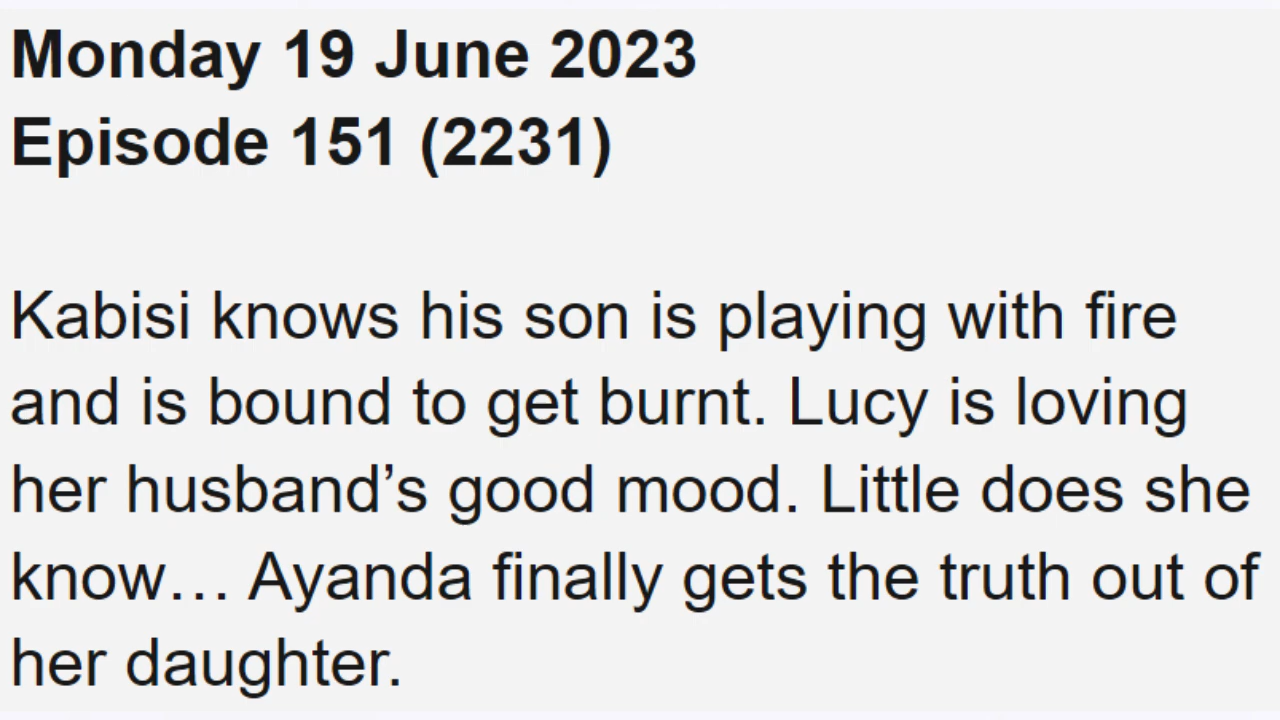 Monday 19 June 2023
Episode 151 (2231)
Kabisi knows his son is playing with fire
and is bound to get burnt. Lucy is loving
her husband’s good mood. Little does she
know… Ayanda finally gets the truth out of
her daughter.